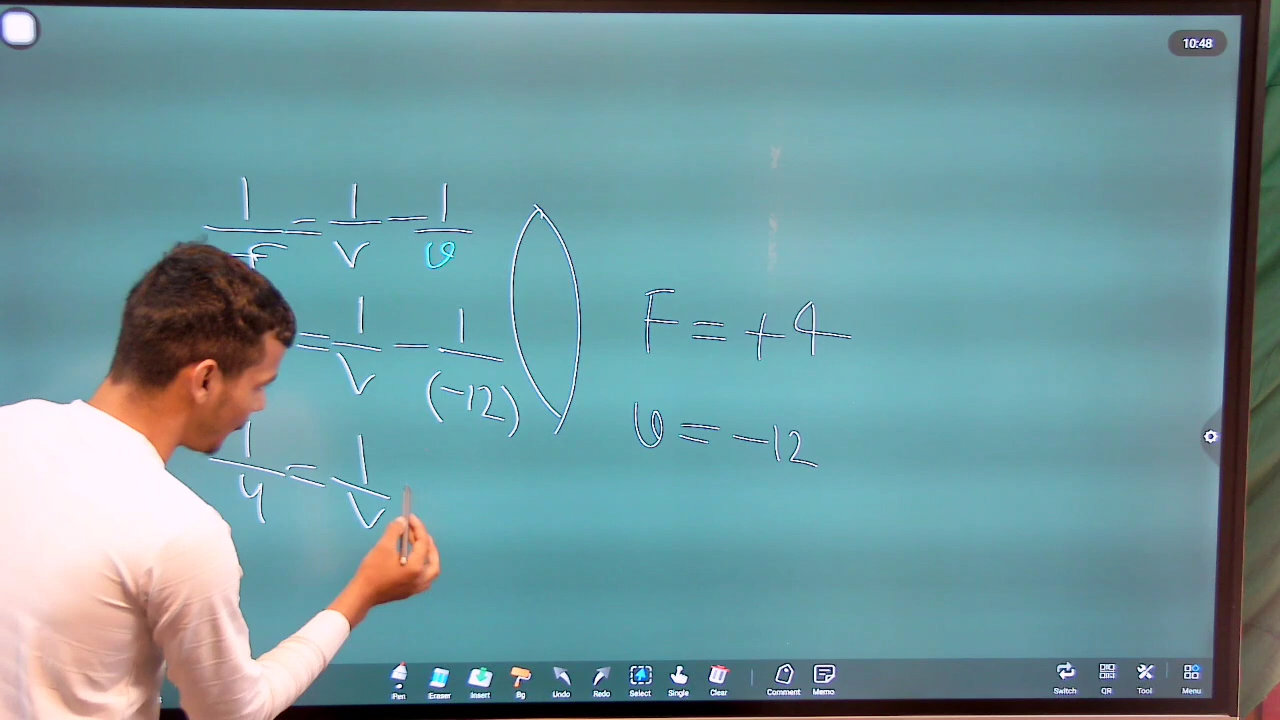 10:48
1/F = 1/v - 1/u
= 1/v - 1/(-12)
1/4 = 1/v
F = +4
u = -12
Pen Eraser Insert Bg Undo Redo Select Single Clear Comment Memo Switch QR Tool Menu